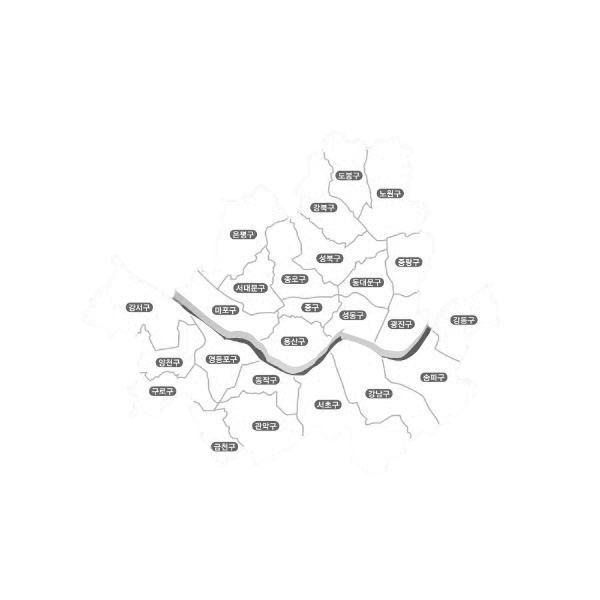 도봉구
노원구
강북구
은평구
성북구
중랑구
종로구
동대문구
서대문구
강서구
마포구
중구
성동구
광진구
강동구
용산구
양천구
영등포구
동작구
송파구
구로구
강남구
서초구
관악구
금천구